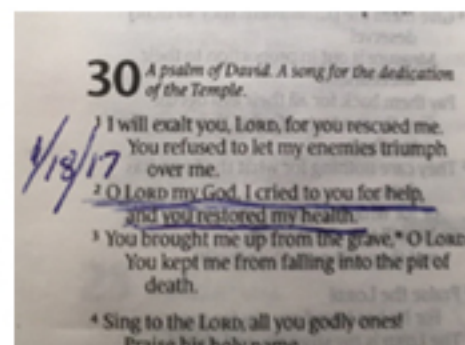 30 A psalm of David. A song for the dedication
of the Temple.
1 I will exalt you, LORD, for you rescued me.
You refused to let my enemies triumph
over me.
1/18/17
2 O LORD my God, I cried to you for help,
and you restored my health.
3 You brought me up from the grave,* O LORD
You kept me from falling into the pit of
death.
4 Sing to the LORD, all you godly ones!
Praise his holy name